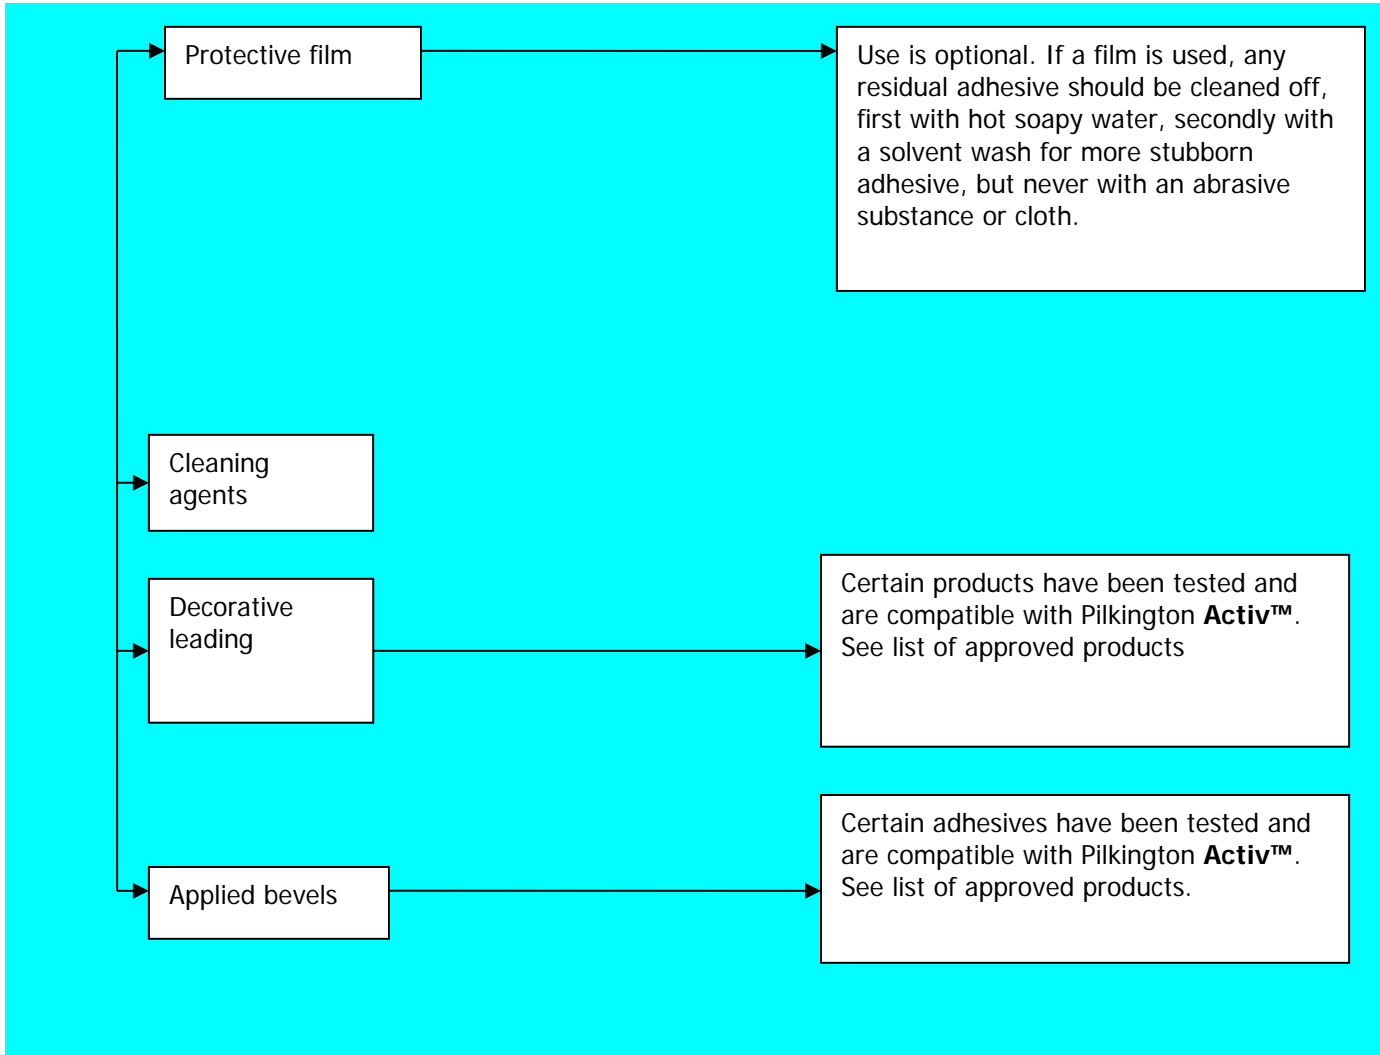 Protective film
Use is optional. If a film is used, any
residual adhesive should be cleaned off,
first with hot soapy water, secondly with
a solvent wash for more stubborn
adhesive, but never with an abrasive
substance or cloth.
Cleaning
agents
Decorative
leading
Certain products have been tested and
are compatible with Pilkington Activ™.
See list of approved products
Applied bevels
Certain adhesives have been tested and
are compatible with Pilkington Activ™.
See list of approved products.